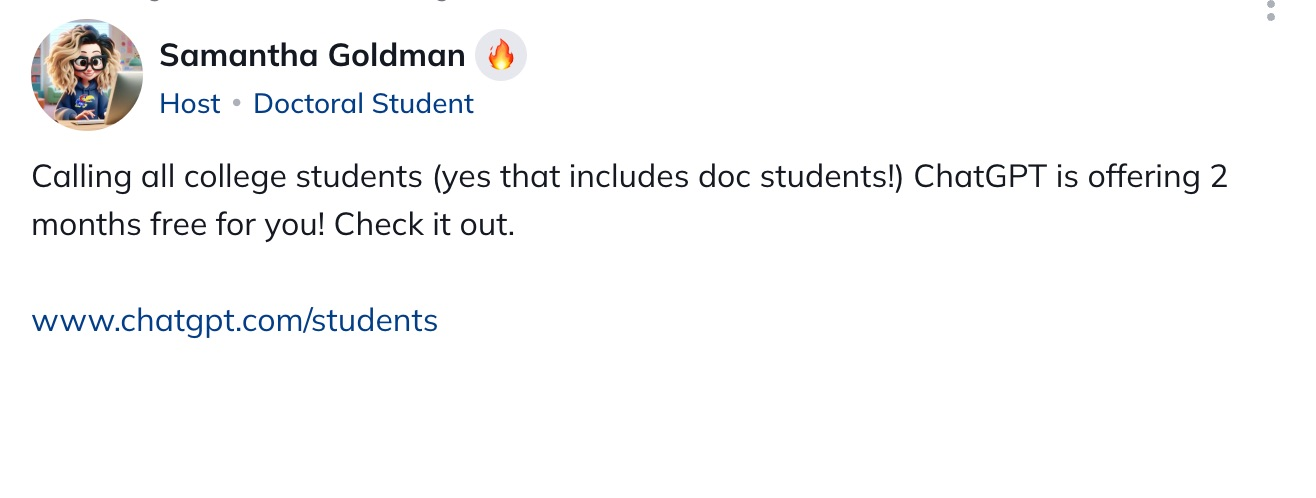 Samantha Goldman 🔥
Host • Doctoral Student
Calling all college students (yes that includes doc students!) ChatGPT is offering 2
months free for you! Check it out.
www.chatgpt.com/students